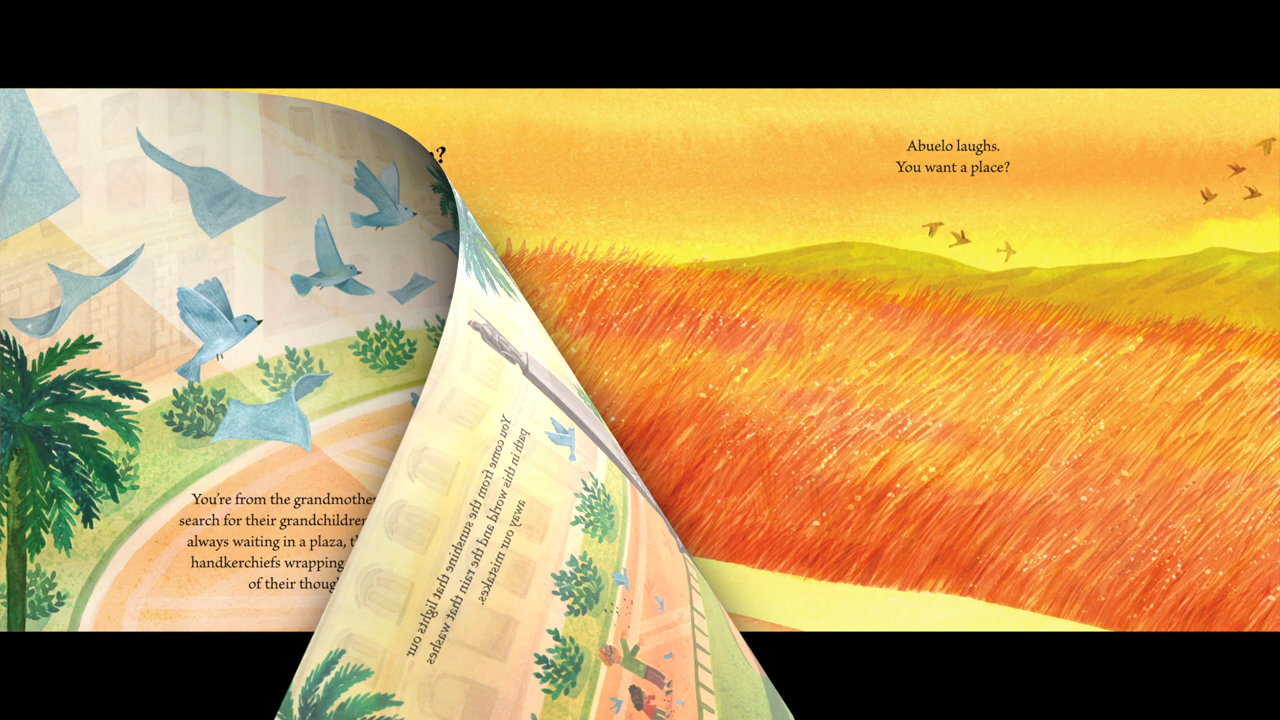 ?
Abuelo laughs.
You want a place?
You're from the grandmother
search for their grandchildren
always waiting in a plaza,
handkerchiefs wrapping
of their
You come from the sunshine that lights our
path in this world and the rain that washes
away our mistakes.